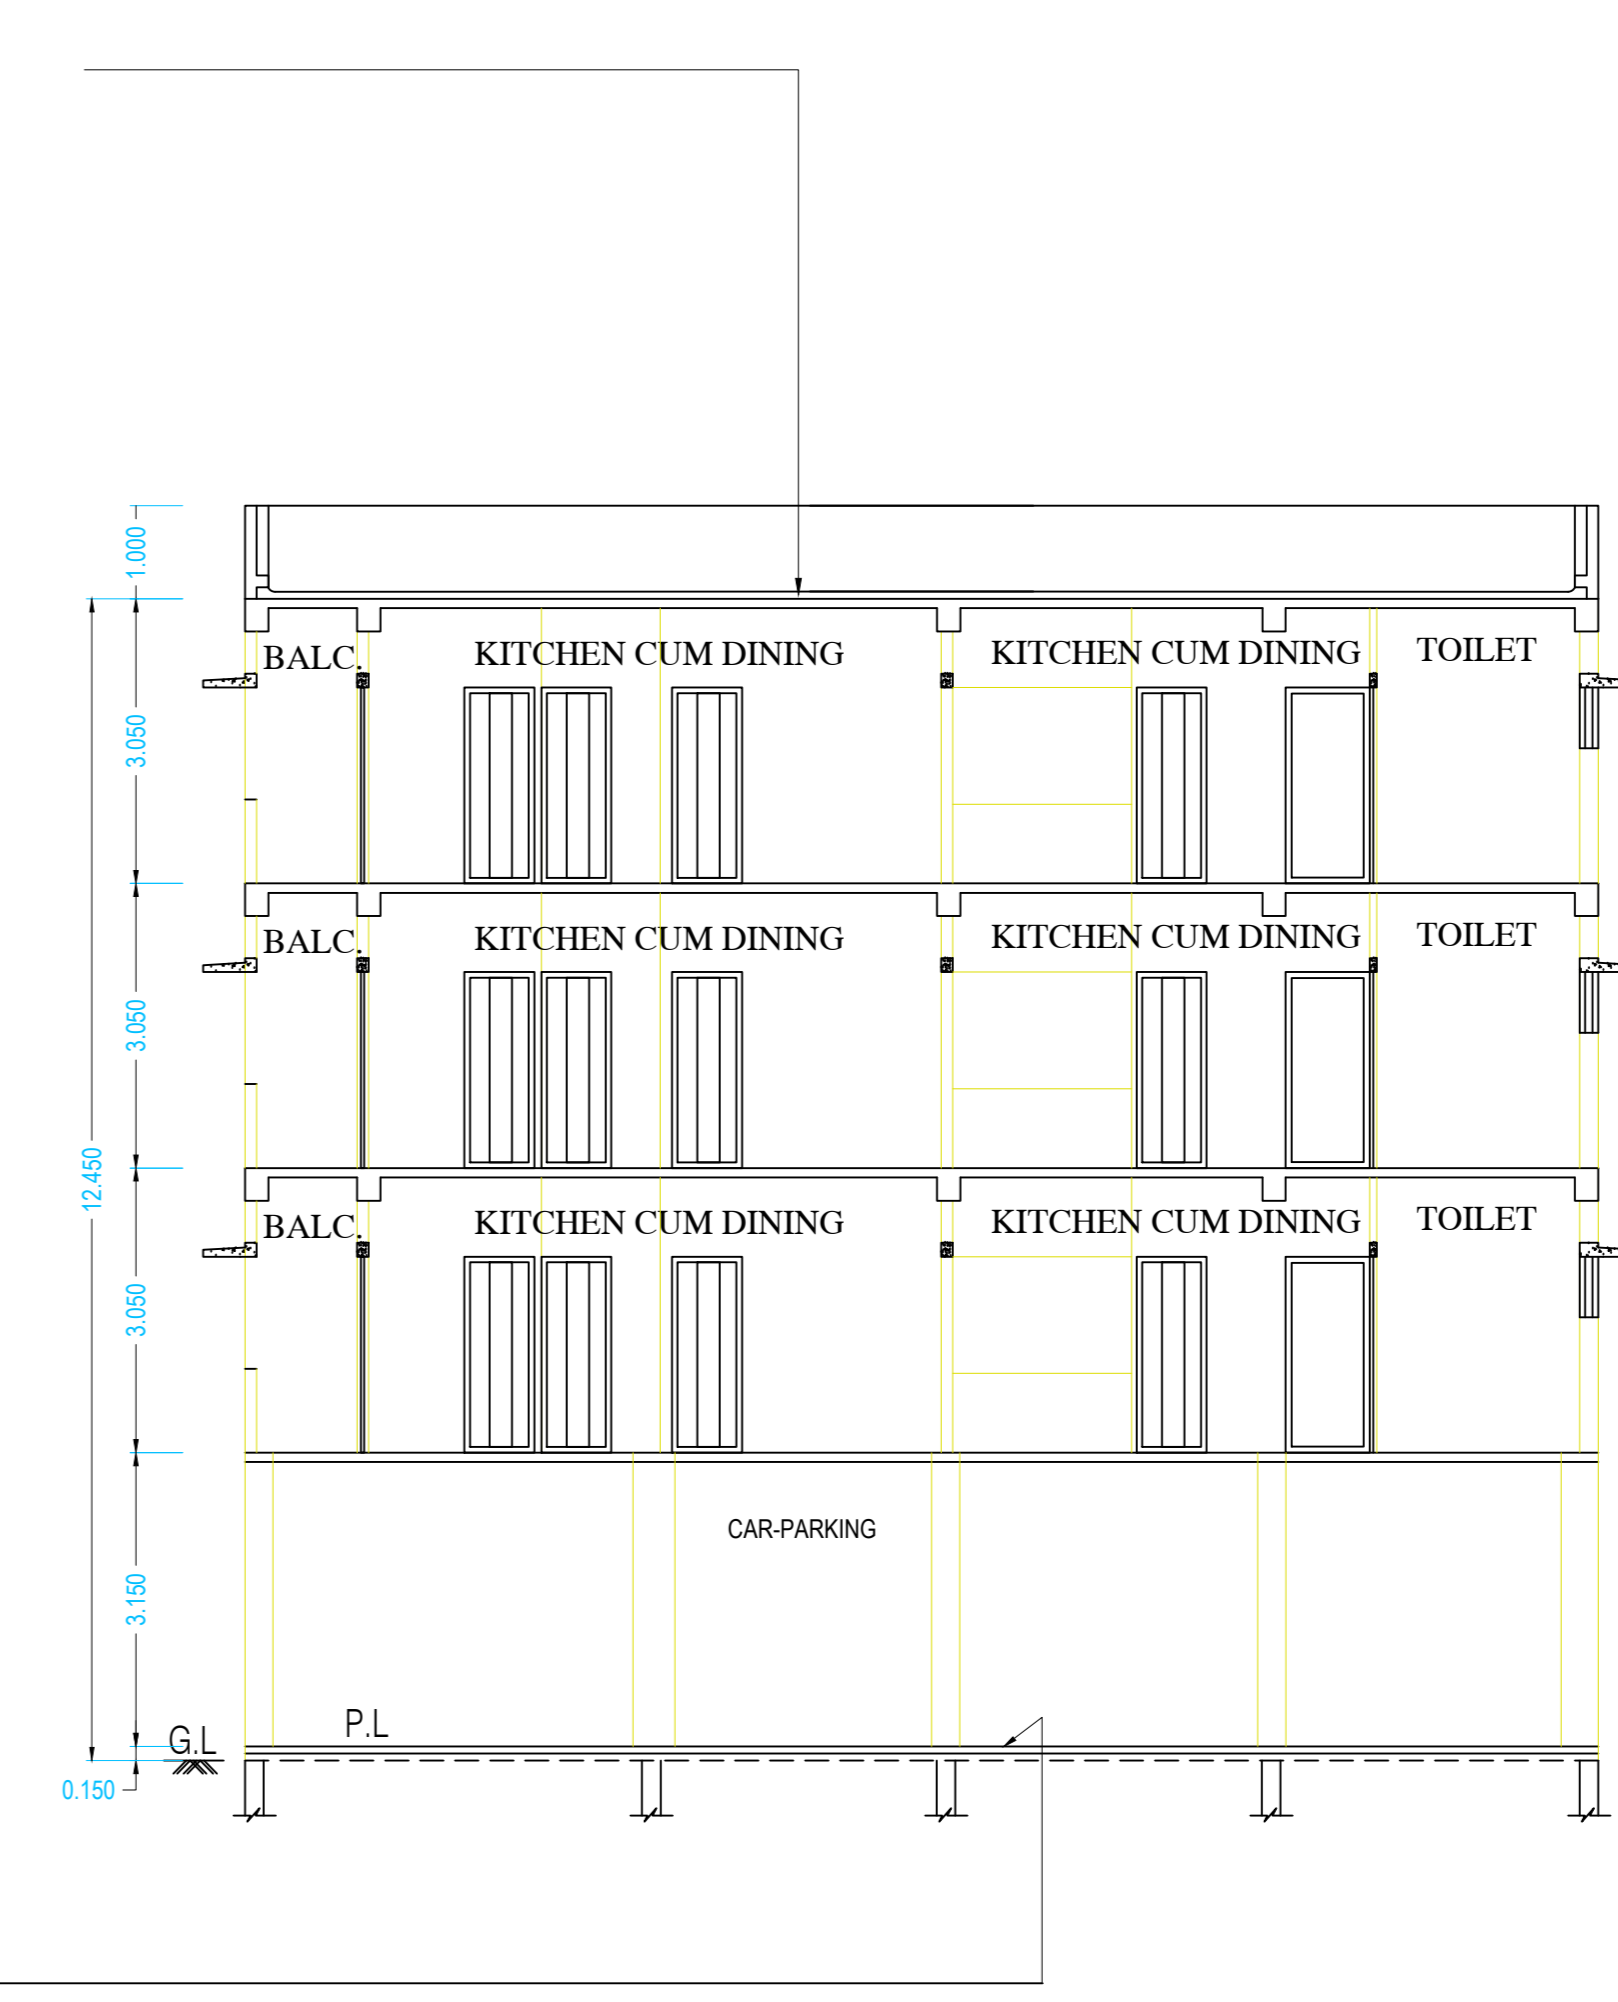 1.000
BALC. KITCHEN CUM DINING KITCHEN CUM DINING TOILET
3.050
BALC. KITCHEN CUM DINING KITCHEN CUM DINING TOILET
3.050
12.450
BALC. KITCHEN CUM DINING KITCHEN CUM DINING TOILET
3.050
CAR-PARKING
3.150
G.L P.L
0.150